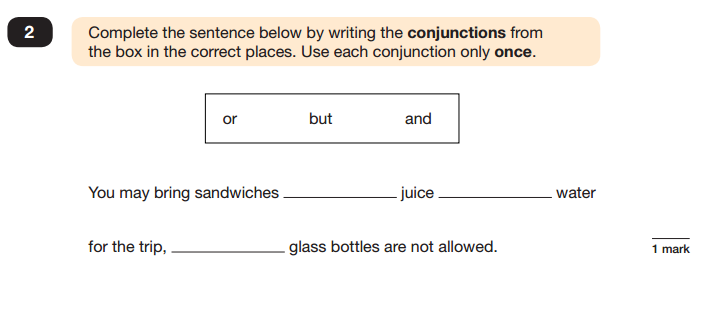 2
Complete the sentence below by writing the conjunctions from
the box in the correct places. Use each conjunction only once.
or but and
You may bring sandwiches ____________ juice ____________ water
for the trip, ____________ glass bottles are not allowed.
1 mark